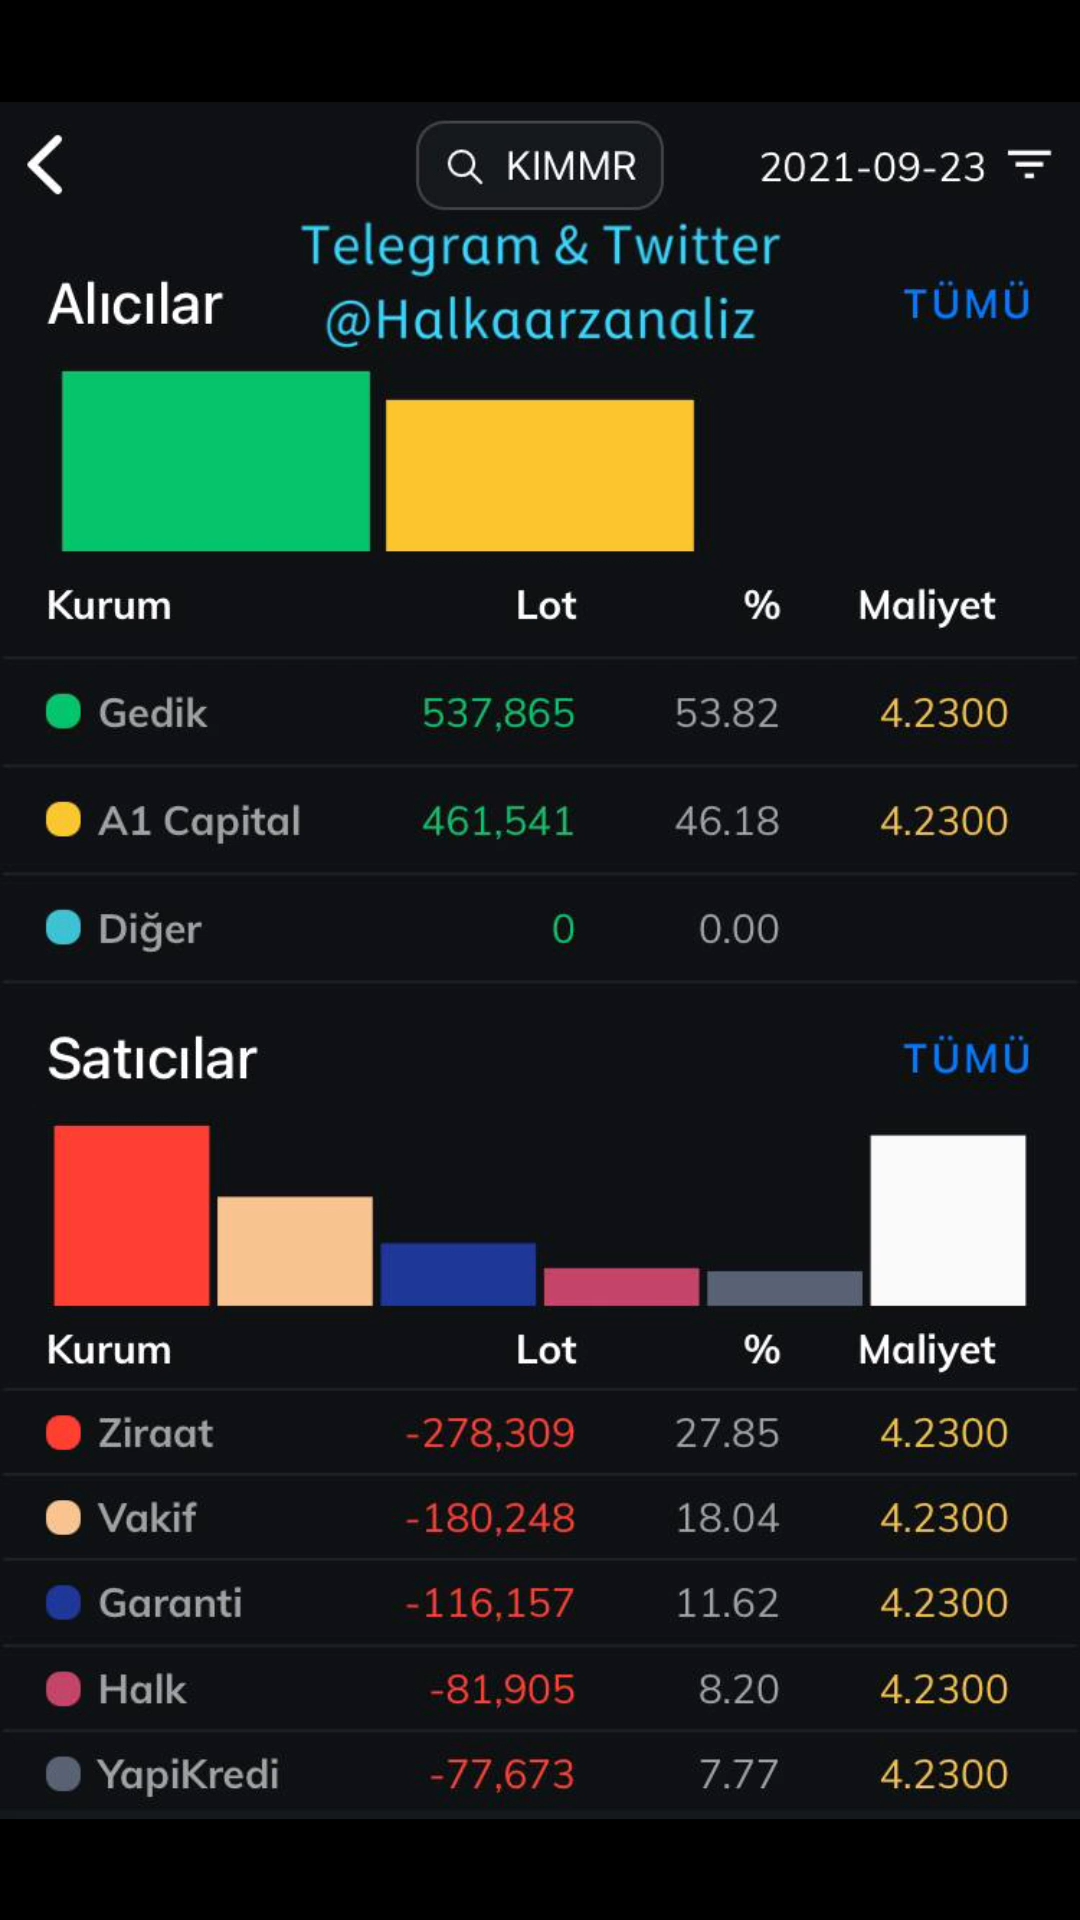 KIMMR 2021-09-23
Telegram & Twitter
Alıcılar @Halkaarzanaliz TÜMÜ
Kurum Lot % Maliyet
Gedik 537,865 53.82 4.2300
A1 Capital 461,541 46.18 4.2300
Diğer 0 0.00
Satıcılar TÜMÜ
Kurum Lot % Maliyet
Ziraat -278,309 27.85 4.2300
Vakif -180,248 18.04 4.2300
Garanti -116,157 11.62 4.2300
Halk -81,905 8.20 4.2300
YapiKredi -77,673 7.77 4.2300